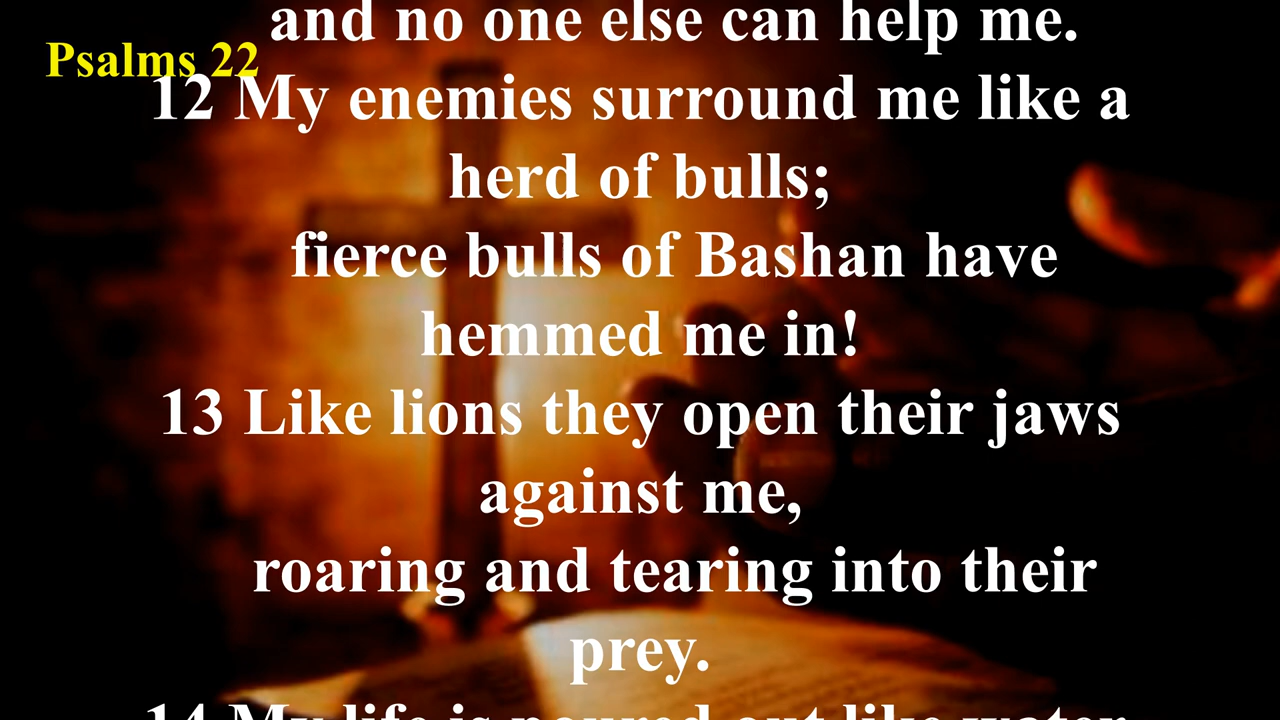 and no one else can help me.
Psalms 22
12 My enemies surround me like a
herd of bulls;
fierce bulls of Bashan have
hemmed me in!
13 Like lions they open their jaws
against me,
roaring and tearing into their
prey.
14 My life is poured out like water